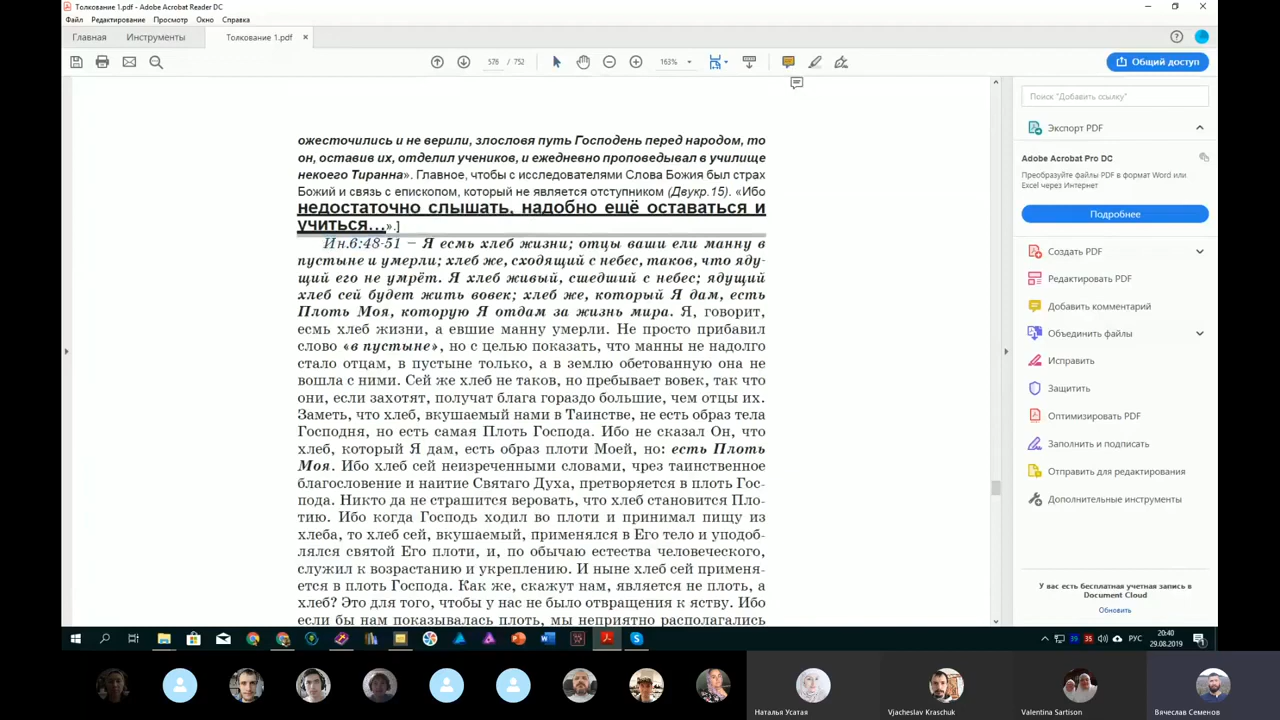 Толкование 1.pdf - Adobe Acrobat Reader DC
Файл Редактирование Просмотр Окно Справка
Главная Инструменты Толкование 1.pdf ×
576 / 752 163% Общий доступ
ожесточились и не верили, злословя путь Господень перед народом, то
он, оставив их, отделил учеников, и ежедневно проповедывал в училище
некоего Тиранна». Главное, чтобы с исследователями Слова Божия был страх
Божий и связь с епископом, который не является отступником (Двукр.15). «Ибо
недостаточно слышать, надобно ещё оставаться и
учиться…».]
Ин.6:48-51 – Я есмь хлеб жизни; отцы ваши ели манну в
пустыне и умерли; хлеб же, сходящий с небес, таков, что яду-
щий его не умрёт. Я хлеб живый, сшедший с небес; ядущий
хлеб сей будет жить вовек; хлеб же, который Я дам, есть
Плоть Моя, которую Я отдам за жизнь мира. Я, говорит,
есмь хлеб жизни, а евшие манну умерли. Не просто прибавил
слово «в пустыне», но с целью показать, что манны не надолго
стало отцам, в пустыне только, а в землю обетованную она не
вошла с ними. Сей же хлеб не таков, но пребывает вовек, так что
они, если захотят, получат блага гораздо большие, чем отцы их.
Заметь, что хлеб, вкушаемый нами в Таинстве, не есть образ тела
Господня, но есть самая Плоть Господа. Ибо не сказал Он, что
хлеб, который Я дам, есть образ плоти Моей, но: есть Плоть
Моя. Ибо хлеб сей неизреченными словами, чрез таинственное
благословение и наитие Святаго Духа, претворяется в плоть Гос-
пода. Никто да не страшится веровать, что хлеб становится Пло-
тию. Ибо когда Господь ходил во плоти и принимал пищу из
хлеба, то хлеб сей, вкушаемый, применялся в Его тело и уподоб-
лялся святой Его плоти, и, по обычаю естества человеческого,
служил к возрастанию и укреплению. И ныне хлеб сей применя-
ется в плоть Господа. Как же, скажут нам, является не плоть, а
хлеб? Это для того, чтобы у нас не было отвращения к яству. Ибо
если бы нам показывалась плоть, мы неприятно располагались
Поиск "Добавить ссылку"
Экспорт PDF
Adobe Acrobat Pro DC
Преобразуйте файлы PDF в формат Word или
Excel через Интернет
Подробнее
Создать PDF
Редактировать PDF
Добавить комментарий
Объединить файлы
Исправить
Защитить
Оптимизировать PDF
Заполнить и подписать
Отправить для редактирования
Дополнительные инструменты
У вас есть бесплатная учетная запись в
Document Cloud
Обновить
39 35 РУС 20:40
29.08.2019
Наталья Усатая Vjacheslav Kraschuk Valentina Sartison Вячеслав Семенов